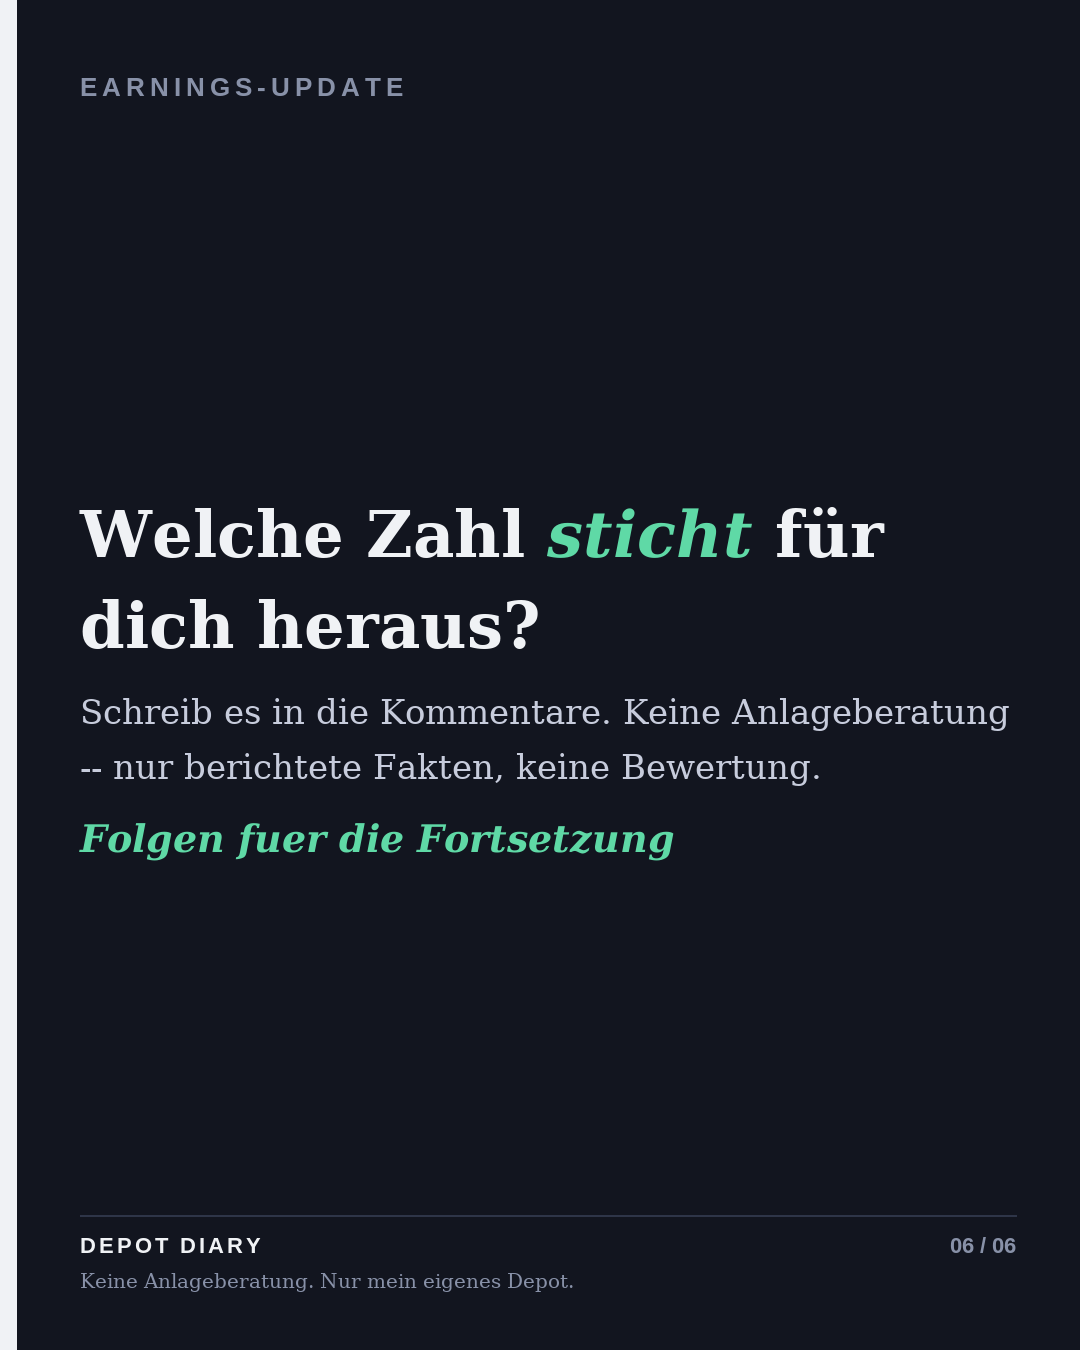 EARNINGS-UPDATE
Welche Zahl sticht für
dich heraus?
Schreib es in die Kommentare. Keine Anlageberatung
-- nur berichtete Fakten, keine Bewertung.
Folgen fuer die Fortsetzung
DEPOT DIARY
06 / 06
Keine Anlageberatung. Nur mein eigenes Depot.